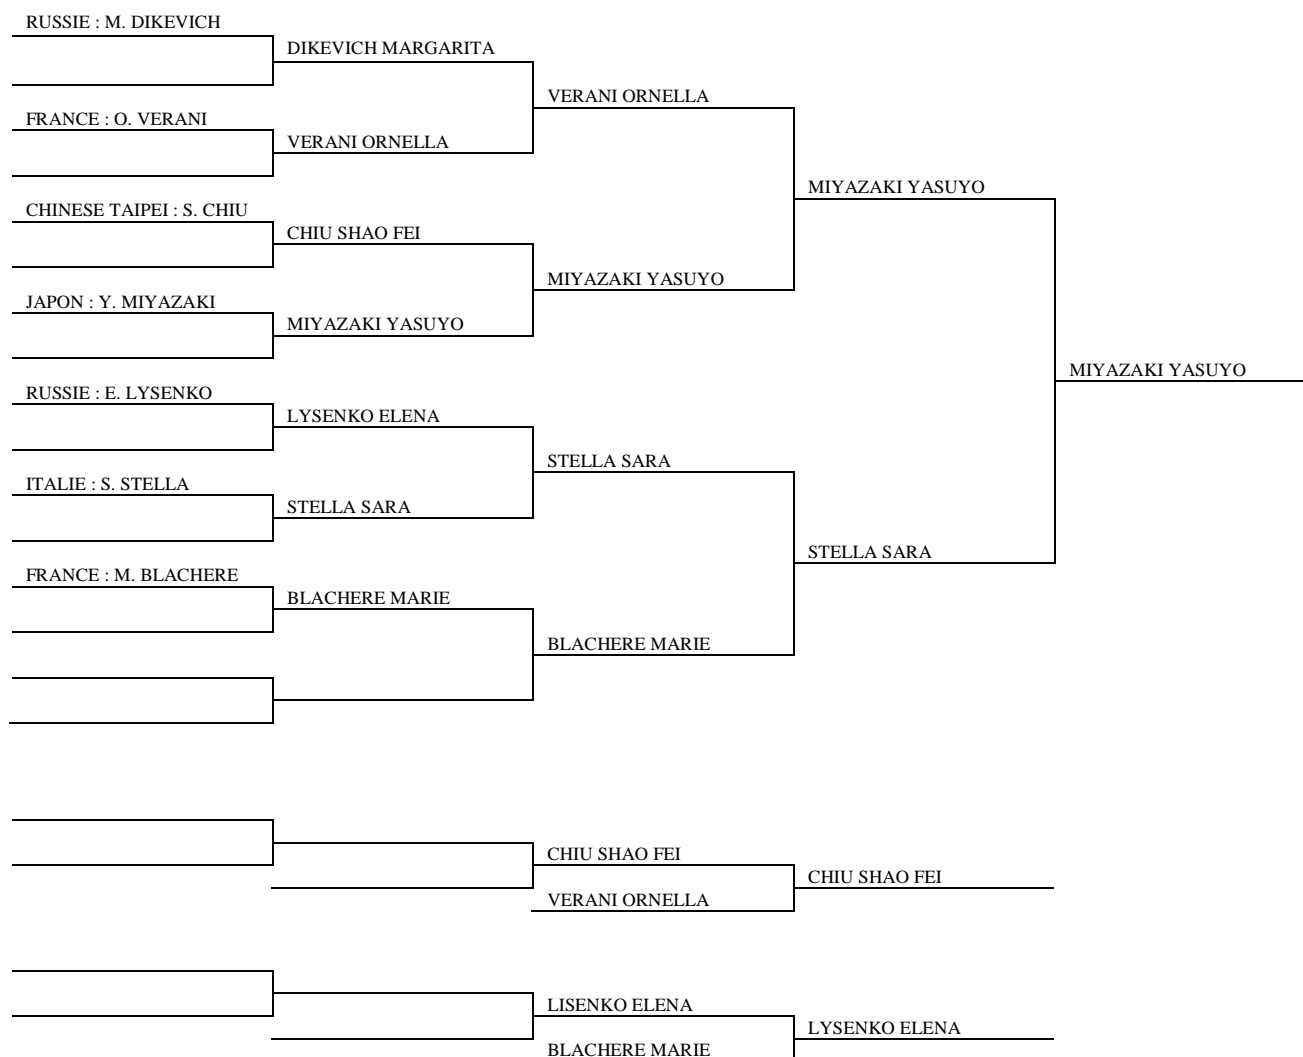 RUSSIE : M. DIKEVICH
DIKEVICH MARGARITA
VERANI ORNELLA
FRANCE : O. VERANI
VERANI ORNELLA
MIYAZAKI YASUYO
CHINESE TAIPEI : S. CHIU
CHIU SHAO FEI
MIYAZAKI YASUYO
JAPON : Y. MIYAZAKI
MIYAZAKI YASUYO
MIYAZAKI YASUYO
RUSSIE : E. LYSENKO
LYSENKO ELENA
STELLA SARA
ITALIE : S. STELLA
STELLA SARA
STELLA SARA
FRANCE : M. BLACHERE
BLACHERE MARIE
BLACHERE MARIE
CHIU SHAO FEI
CHIU SHAO FEI
VERANI ORNELLA
LISENKO ELENA
LYSENKO ELENA
BLACHERE MARIE